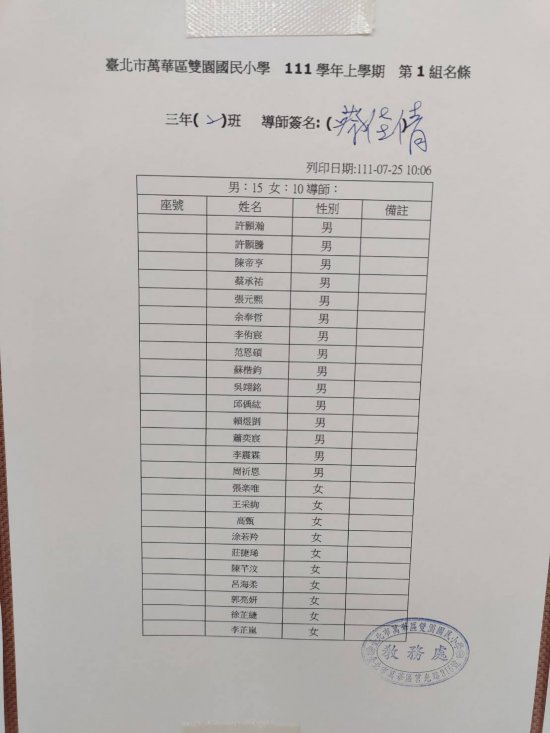 臺北市萬華區雙園國民小學 111 學年上學期 第 1 組名條
三年(二)班 導師簽名: (蔡佳倩
列印日期:111-07-25 10:06
男：15 女：10 導師：
座號 姓名 性別 備註
許顥瀚 男
許顥騰 男
陳帝亨 男
蔡承祐 男
張元熙 男
余奉哲 男
李侑宸 男
范恩碩 男
蘇楷鈞 男
吳翊銘 男
邱倢紘 男
賴煜測 男
蕭奕宸 男
李震霖 男
周祈恩 男
張棻唯 女
王采絢 女
高甄 女
涂若羚 女
莊婕瑀 女
陳芊汶 女
呂海柔 女
郭亮妍 女
徐芷緁 女
李芷嵐 女
臺北市萬華區雙園國民小學
教務處